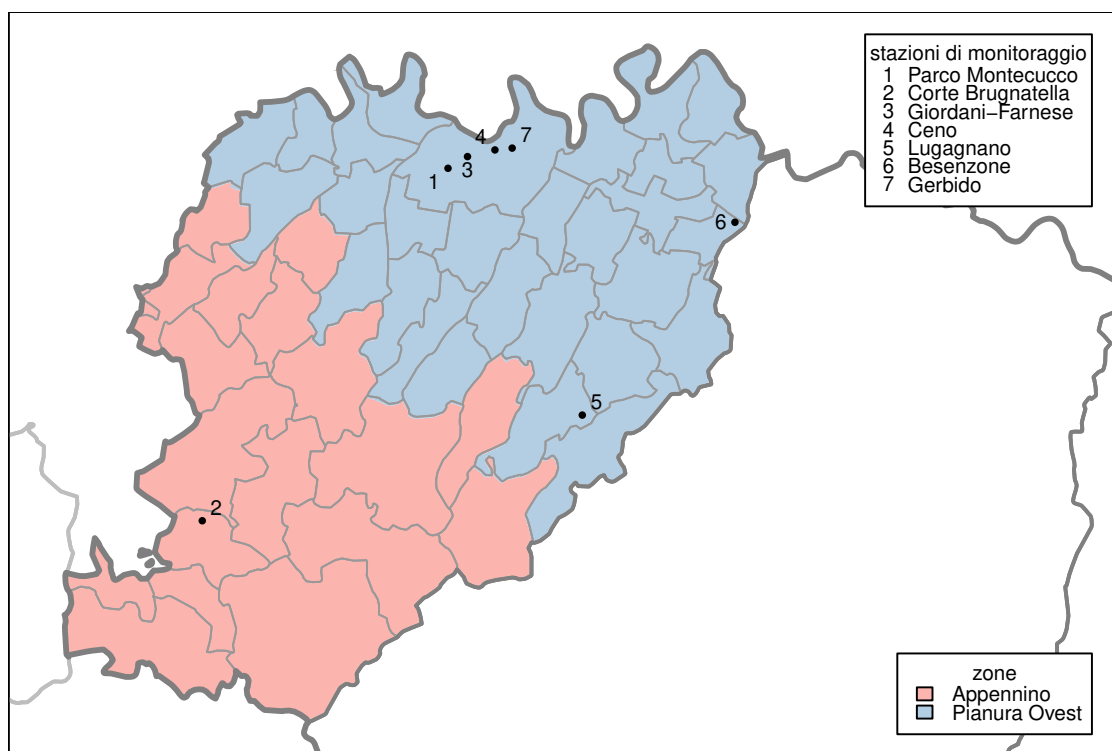 stazioni di monitoraggio
1 Parco Montecucco
2 Corte Brugnatella
3 Giordani−Farnese
4 Ceno
5 Lugagnano
6 Besenzone
7 Gerbido
4
7
3
1
6
5
2
zone
Appennino
Pianura Ovest